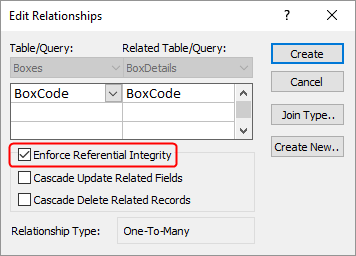 Edit Relationships
? ×
Table/Query: Related Table/Query:
Boxes BoxDetails
BoxCode BoxCode
Create
Cancel
Join Type..
Create New..
Enforce Referential Integrity
Cascade Update Related Fields
Cascade Delete Related Records
Relationship Type: One-To-Many